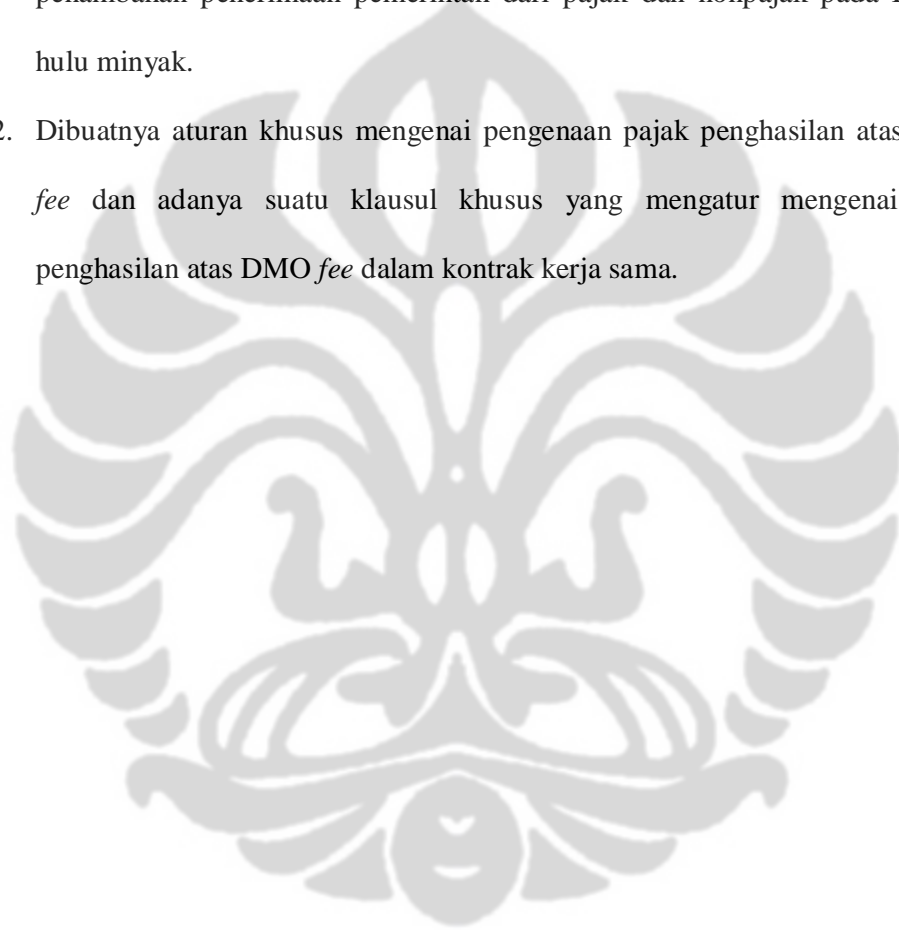 penambahan penerimaan pemerintah dari pajak dan nonpajak pada
hulu minyak.
2. Dibuatnya aturan khusus mengenai pengenaan pajak penghasilan atas
fee dan adanya suatu klausul khusus yang mengatur mengenai
penghasilan atas DMO fee dalam kontrak kerja sama.